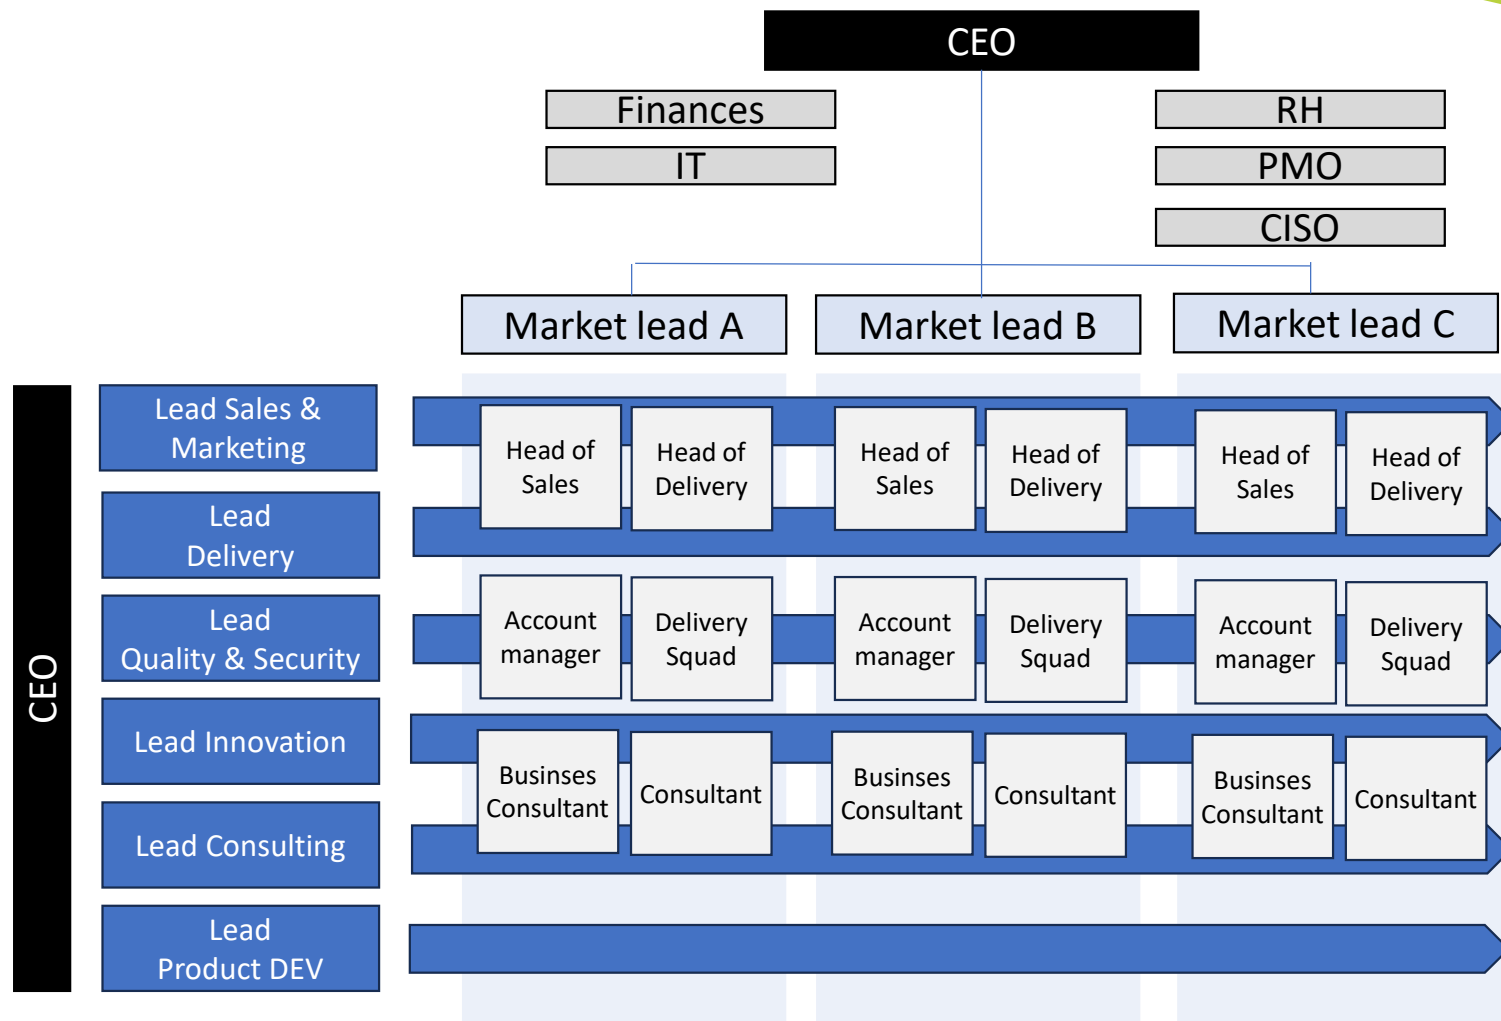 CEO
Finances
RH
IT
PMO
CISO
Market lead A
Market lead B
Market lead C
CEO
Lead Sales &
Marketing
Head of
Sales
Head of
Delivery
Head of
Sales
Head of
Delivery
Head of
Sales
Head of
Delivery
Lead
Delivery
Lead
Quality & Security
Account
manager
Delivery
Squad
Account
manager
Delivery
Squad
Account
manager
Delivery
Squad
Lead Innovation
Businses
Consultant
Consultant
Businses
Consultant
Consultant
Businses
Consultant
Consultant
Lead Consulting
Lead
Product DEV